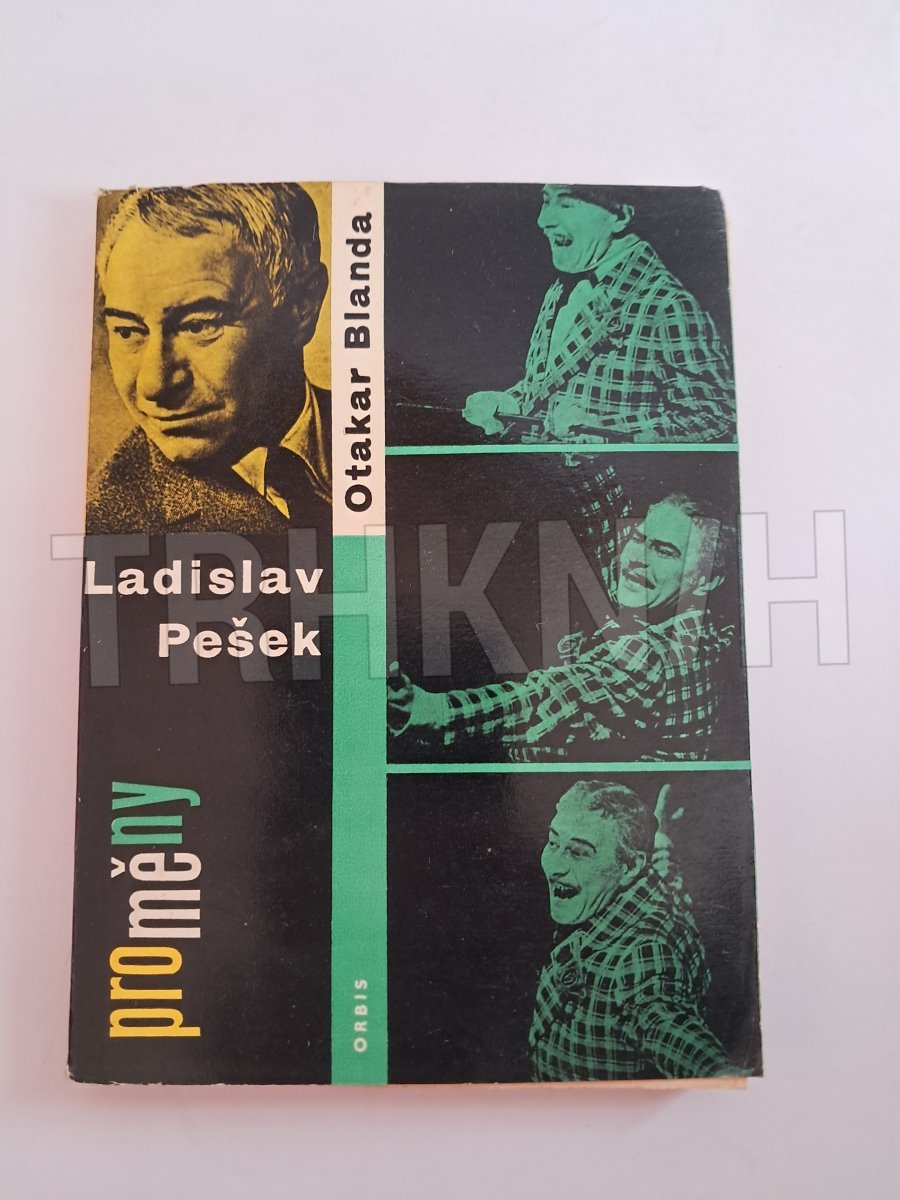 Otakar Blanda
Ladislav
Pešek
proměny
ORBIS
TRHKNIH